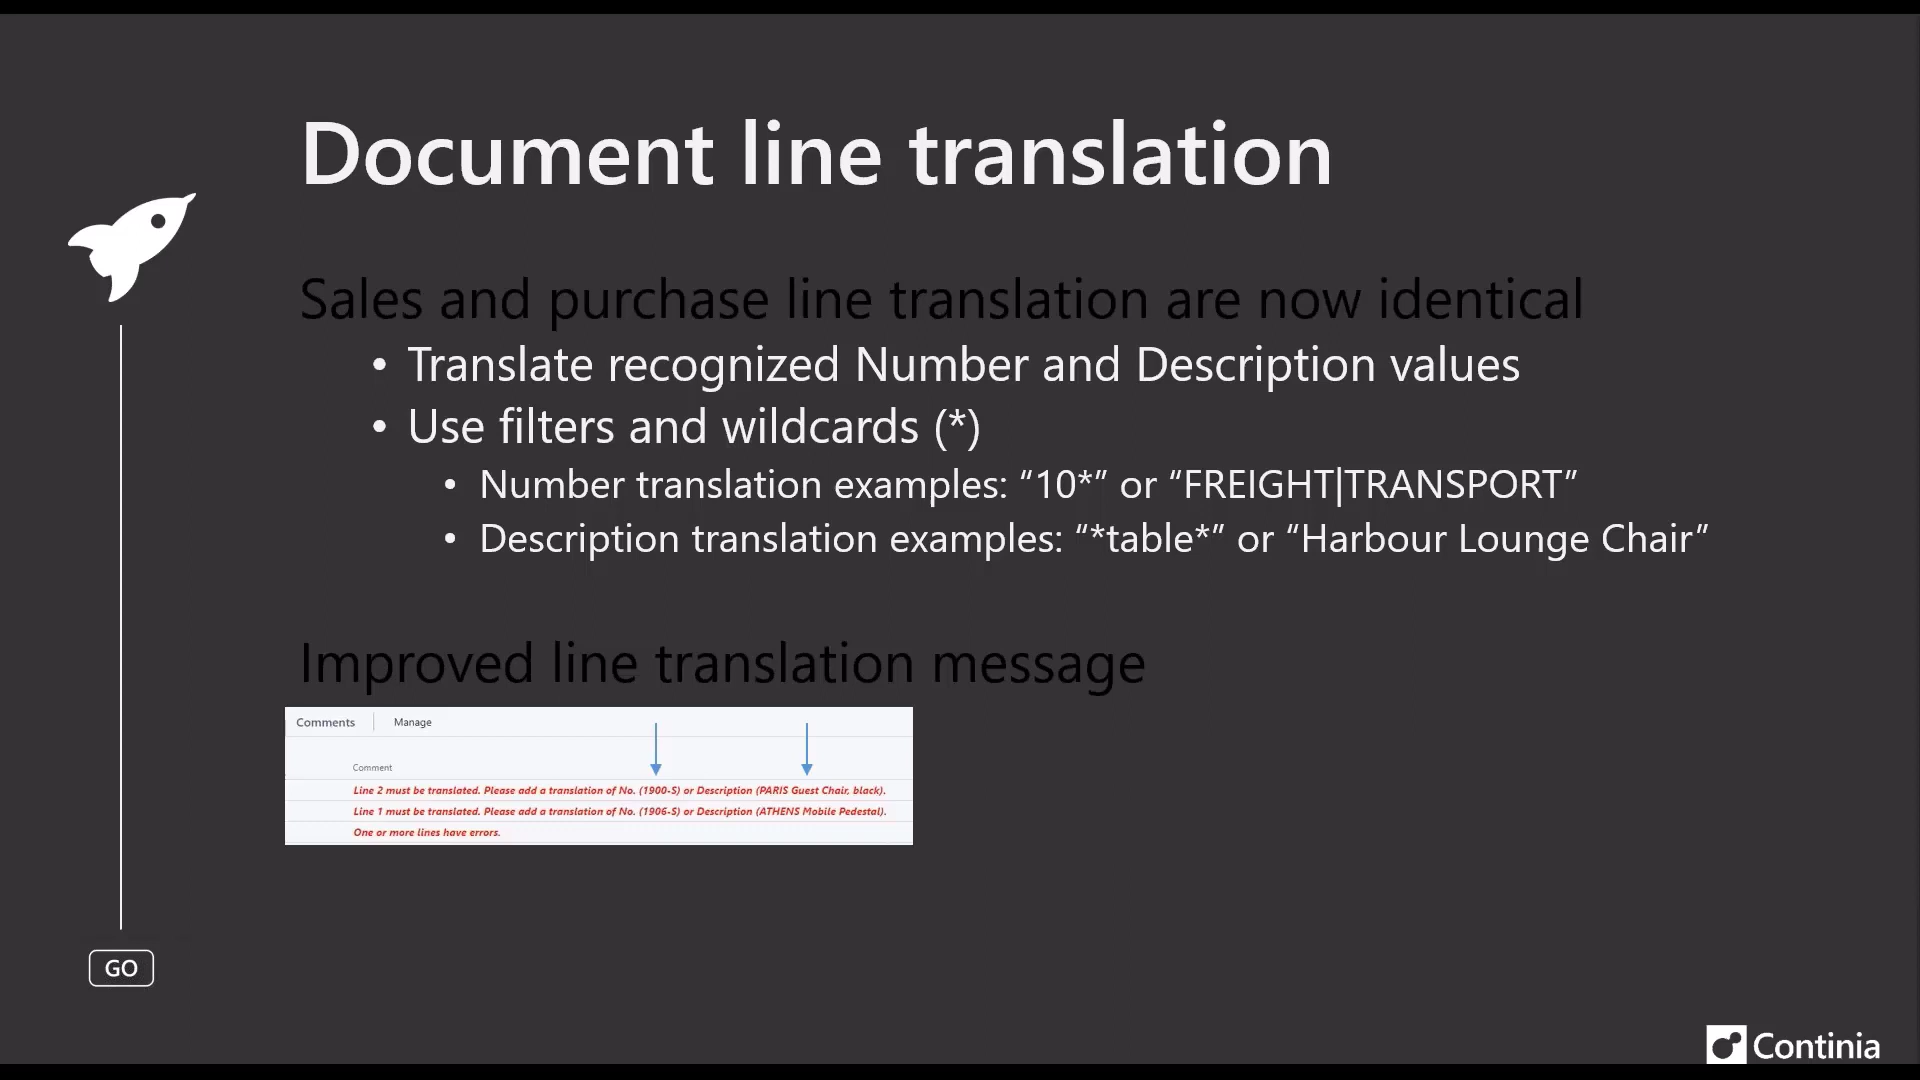 Document line translation
Sales and purchase line translation are now identical
• Translate recognized Number and Description values
• Use filters and wildcards (*)
• Number translation examples: “10*” or “FREIGHT|TRANSPORT”
• Description translation examples: “*table*” or “Harbour Lounge Chair”
Improved line translation message
Comments | Manage
Comment
Line 2 must be translated. Please add a translation of No. (1900-S) or Description (PARIS Guest Chair, black).
Line 1 must be translated. Please add a translation of No. (1906-S) or Description (ATHENS Mobile Pedestal).
One or more lines have errors.
GO
Continia